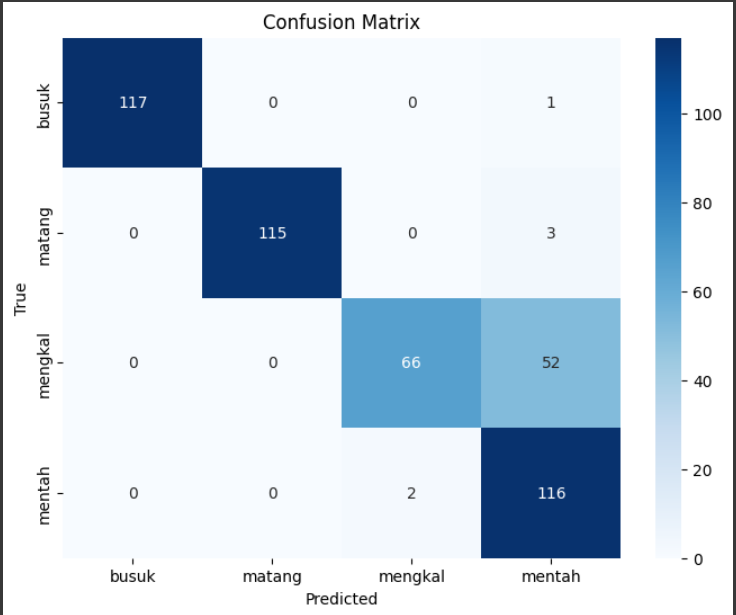 Confusion Matrix
busuk 117 0 0 1
matang 0 115 0 3
mengkal 0 0 66 52
mentah 0 0 2 116
busuk matang mengkal mentah
Predicted
True
100
80
60
40
20
0